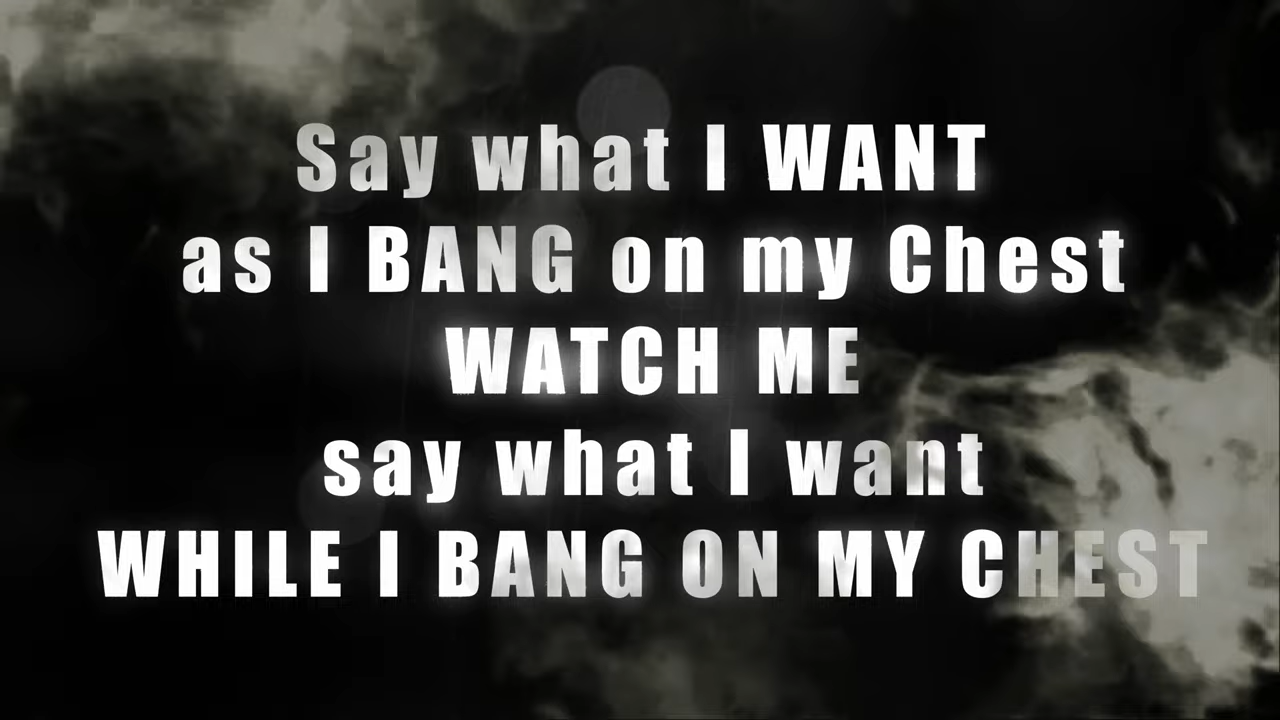 Say what I WANT
as I BANG on my Chest
WATCH ME
say what I want
WHILE I BANG ON MY CHEST